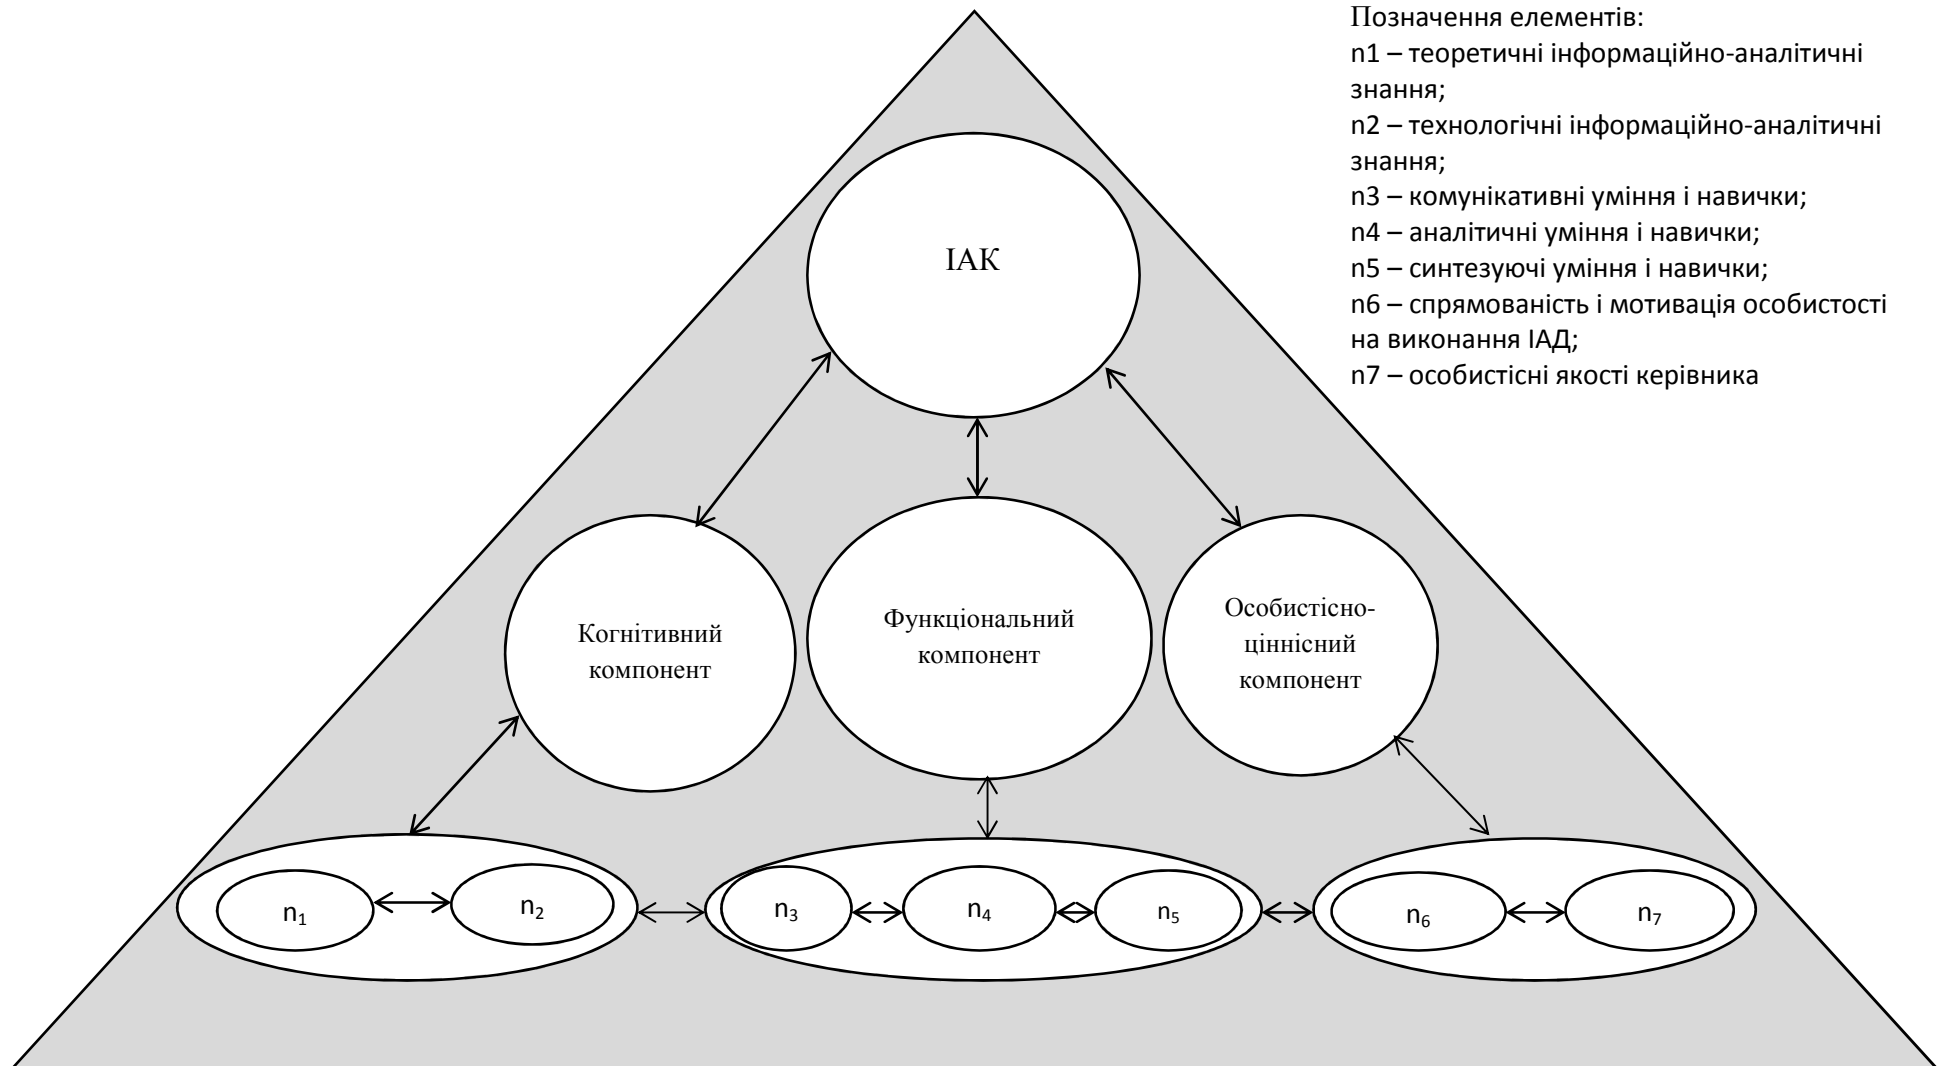 Позначення елементів:
n1 – теоретичні інформаційно-аналітичні
знання;
n2 – технологічні інформаційно-аналітичні
знання;
n3 – комунікативні уміння і навички;
n4 – аналітичні уміння і навички;
n5 – синтезуючі уміння і навички;
n6 – спрямованість і мотивація особистості
на виконання ІАД;
n7 – особистісні якості керівника
ІАК
Когнітивний
компонент
Функціональний
компонент
Особистісно-
ціннісний
компонент
n₁
n₂
n₃
n₄
n₅
n₆
n₇